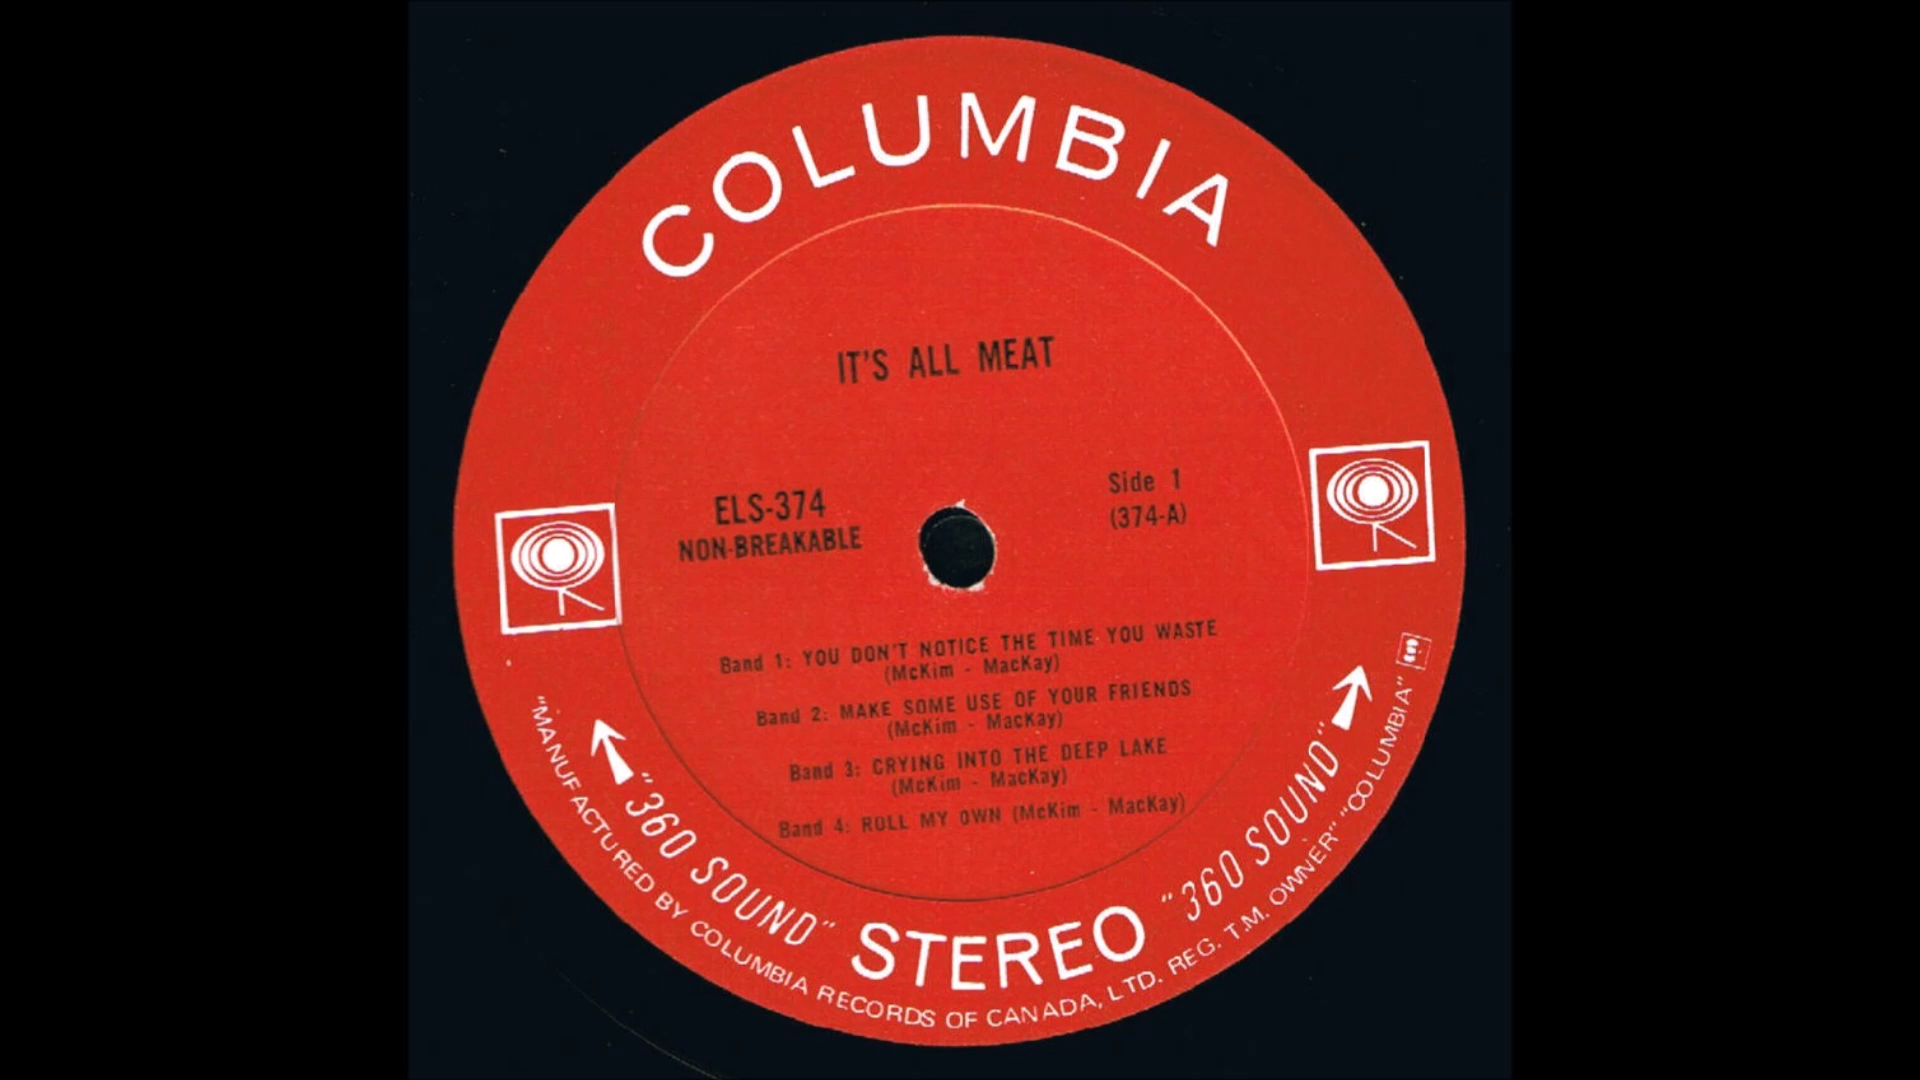 COLUMBIA
IT'S ALL MEAT
ELS-374
NON-BREAKABLE
Side 1
(374-A)
Band 1: YOU DON'T NOTICE THE TIME YOU WASTE
(McKim - MacKay)
Band 2: MAKE SOME USE OF YOUR FRIENDS
(McKim - MacKay)
Band 3: CRYING INTO THE DEEP LAKE
(McKim - MacKay)
Band 4: ROLL MY OWN (McKim - MacKay)
"360 SOUND" STEREO "360 SOUND"
"MANUFACTURED BY COLUMBIA RECORDS OF CANADA, LTD. REG. T.M. OWNER" "COLUMBIA"